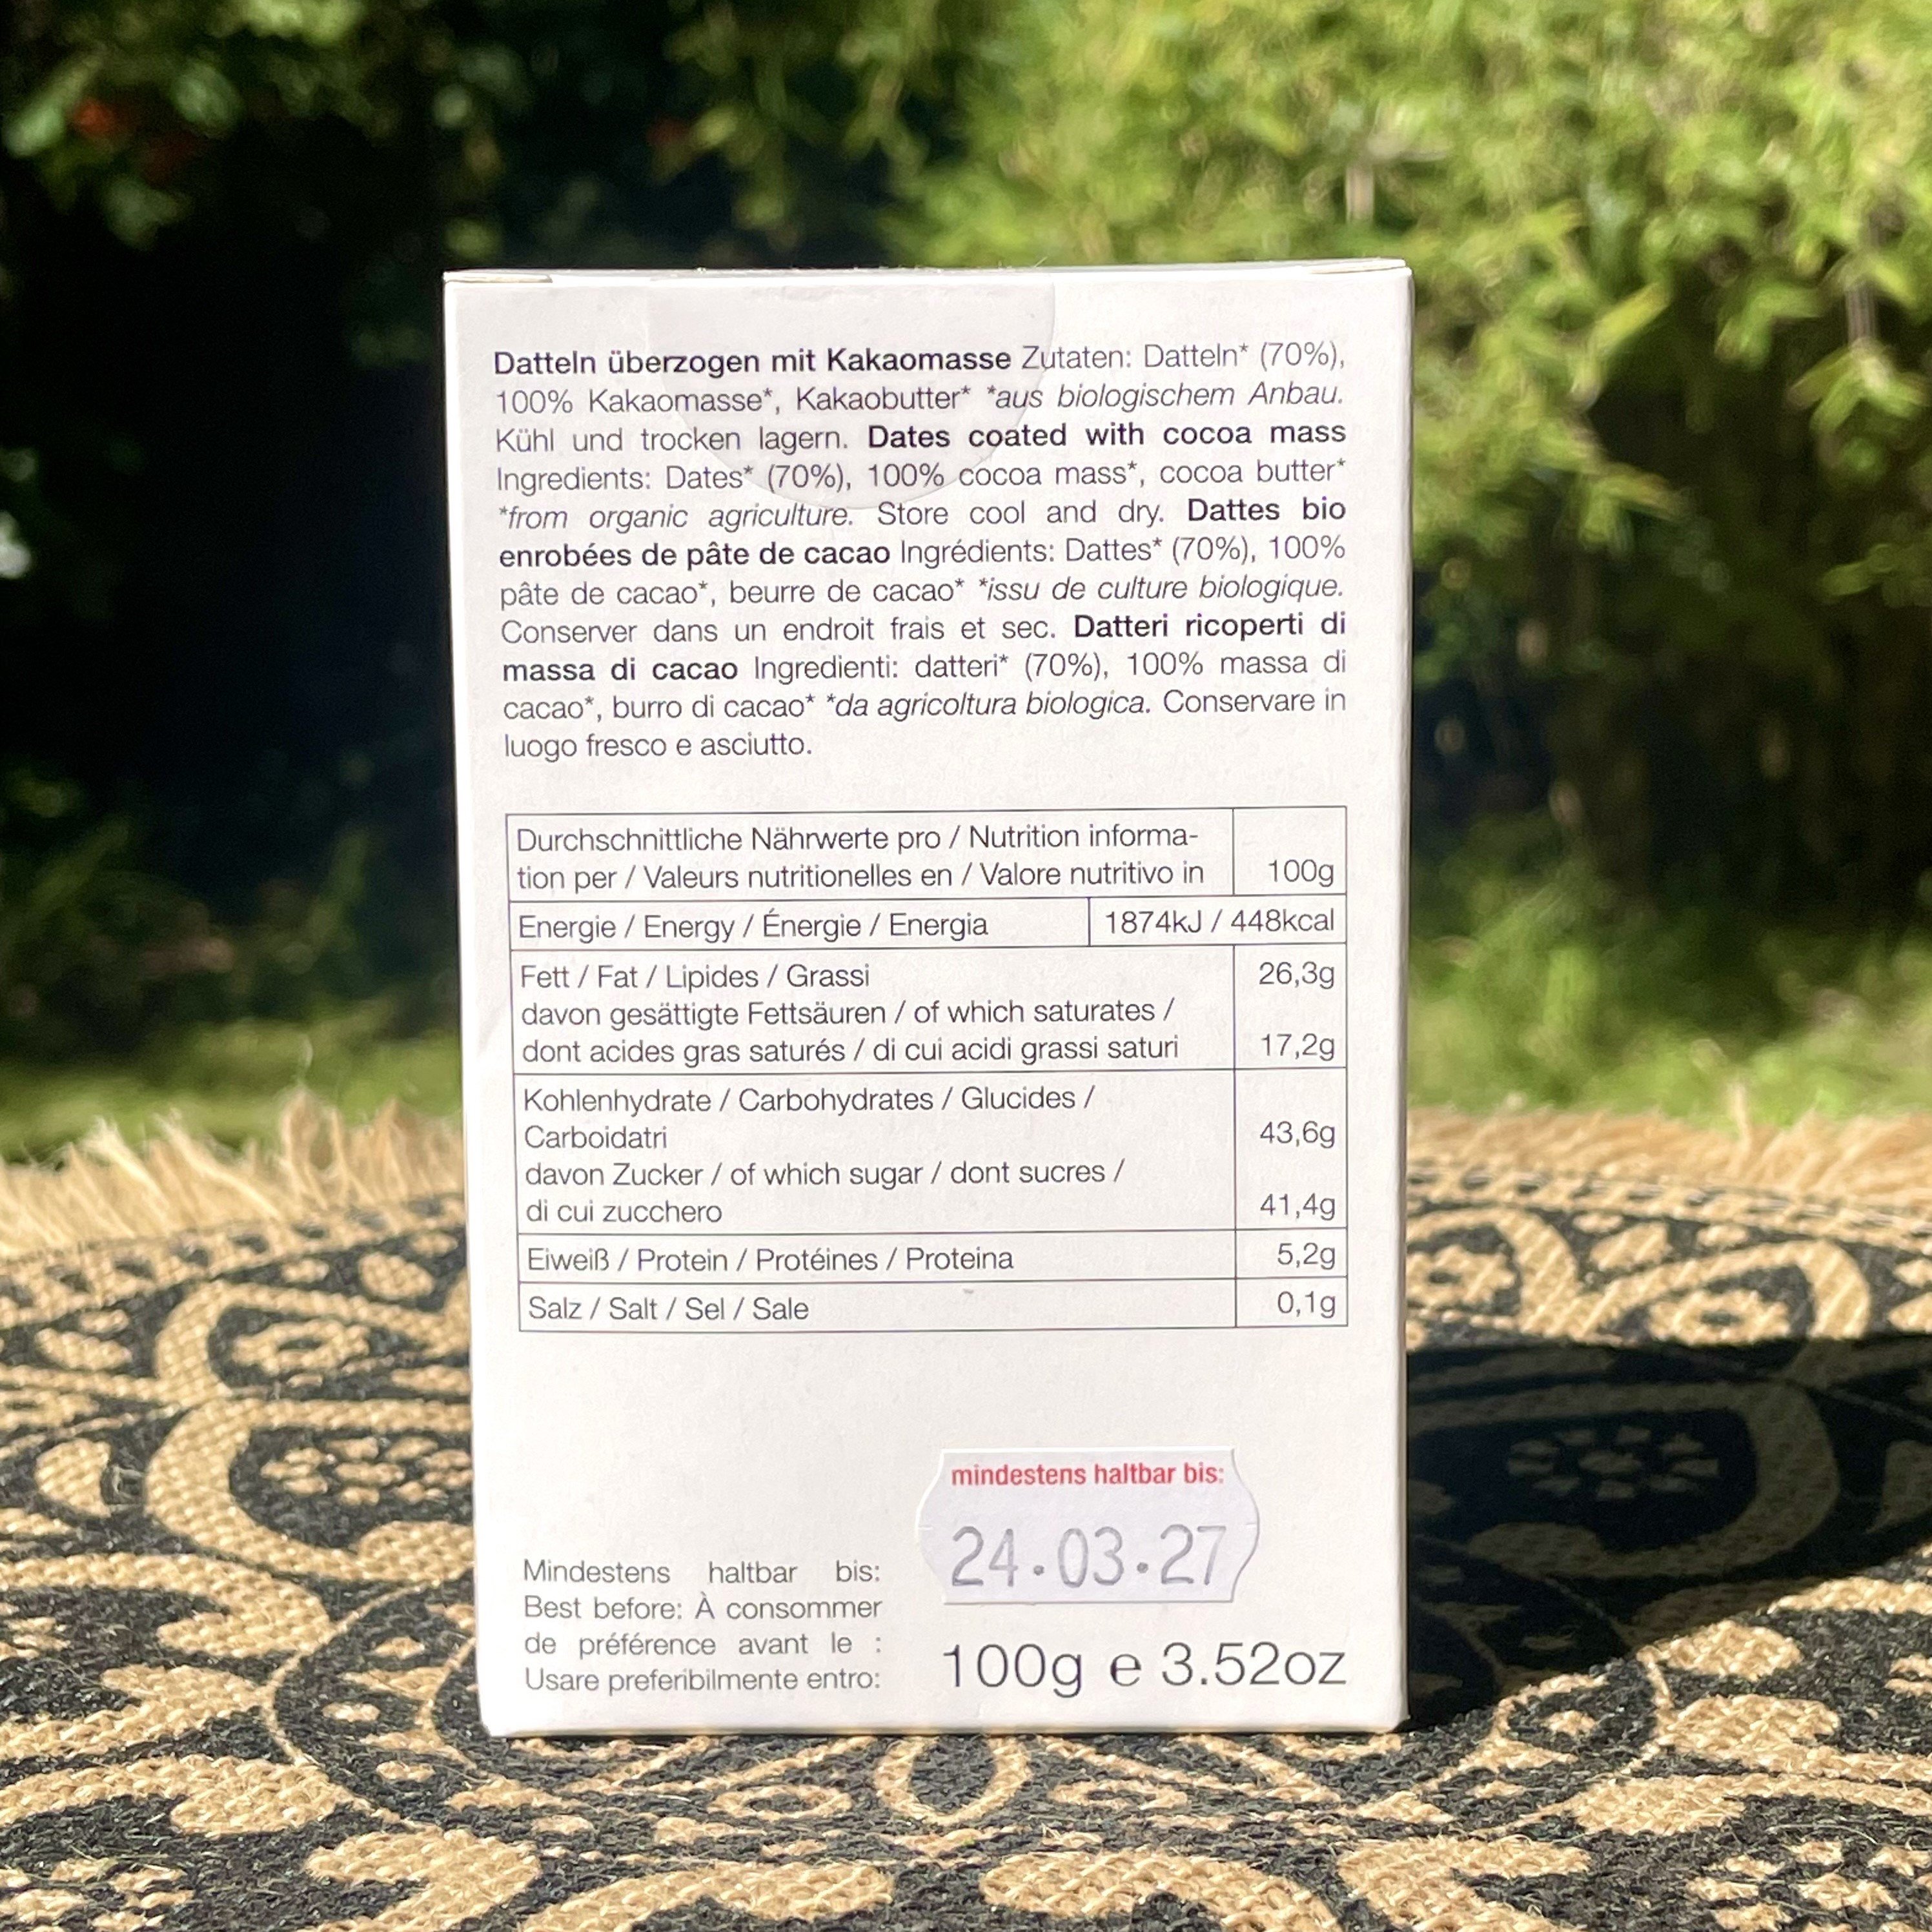 Datteln überzogen mit Kakaomasse Zutaten: Datteln* (70%),
100% Kakaomasse*, Kakaobutter* *aus biologischem Anbau.
Kühl und trocken lagern. Dates coated with cocoa mass
Ingredients: Dates* (70%), 100% cocoa mass*, cocoa butter*
*from organic agriculture. Store cool and dry. Dattes bio
enrobées de pâte de cacao Ingrédients: Dattes* (70%), 100%
pâte de cacao*, beurre de cacao* *issu de culture biologique.
Conserver dans un endroit frais et sec. Datteri ricoperti di
massa di cacao Ingredienti: datteri* (70%), 100% massa di
cacao*, burro di cacao* *da agricoltura biologica. Conservare in
luogo fresco e asciutto.
Durchschnittliche Nährwerte pro / Nutrition informa-
tion per / Valeurs nutritionelles en / Valore nutritivo in 100g
Energie / Energy / Énergie / Energia 1874kJ / 448kcal
Fett / Fat / Lipides / Grassi 26,3g
davon gesättigte Fettsäuren / of which saturates /
dont acides gras saturés / di cui acidi grassi saturi 17,2g
Kohlenhydrate / Carbohydrates / Glucides /
Carboidatri 43,6g
davon Zucker / of which sugar / dont sucres /
di cui zucchero 41,4g
Eiweiß / Protein / Protéines / Proteina 5,2g
Salz / Salt / Sel / Sale 0,1g
mindestens haltbar bis:
24.03.27
Mindestens haltbar bis:
Best before: À consommer
de préférence avant le :
Usare preferibilmente entro:
100g e 3.52oz